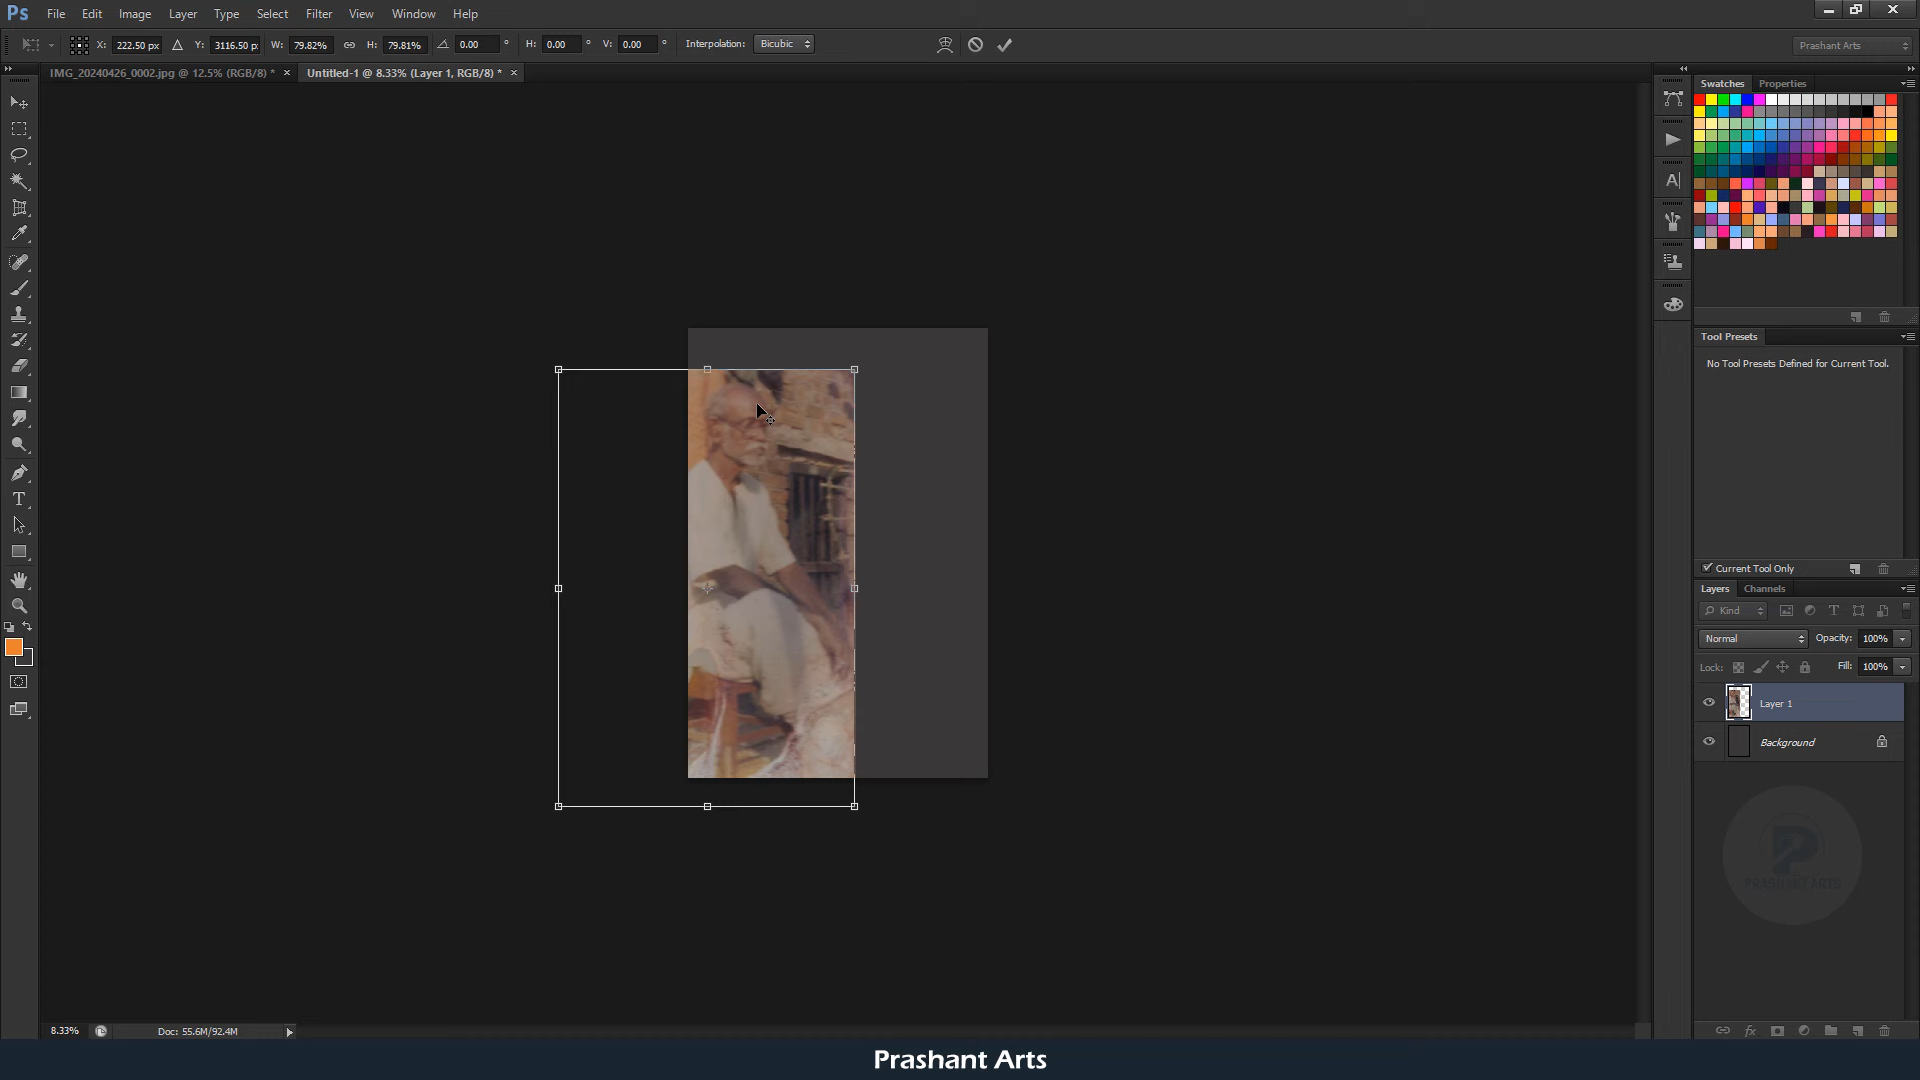 Ps File Edit Image Layer Type Select Filter View Window Help
X: 222.50 px Y: 3116.50 p: W: 79.82% H: 79.81% 0.00 ° H: 0.00 ° V: 0.00 ° Interpolation: Bicubic Prashant Arts
IMG_20240426_0002.jpg @ 12.5% (RGB/8) * × Untitled-1 @ 8.33% (Layer 1, RGB/8) * ×
Swatches Properties
Tool Presets
No Tool Presets Defined for Current Tool.
Current Tool Only
Layers Channels
Kind
Normal Opacity: 100%
Lock: Fill: 100%
Layer 1
Background
PRASHANT ARTS
8.33% Doc: 55.6M/92.4M
Prashant Arts